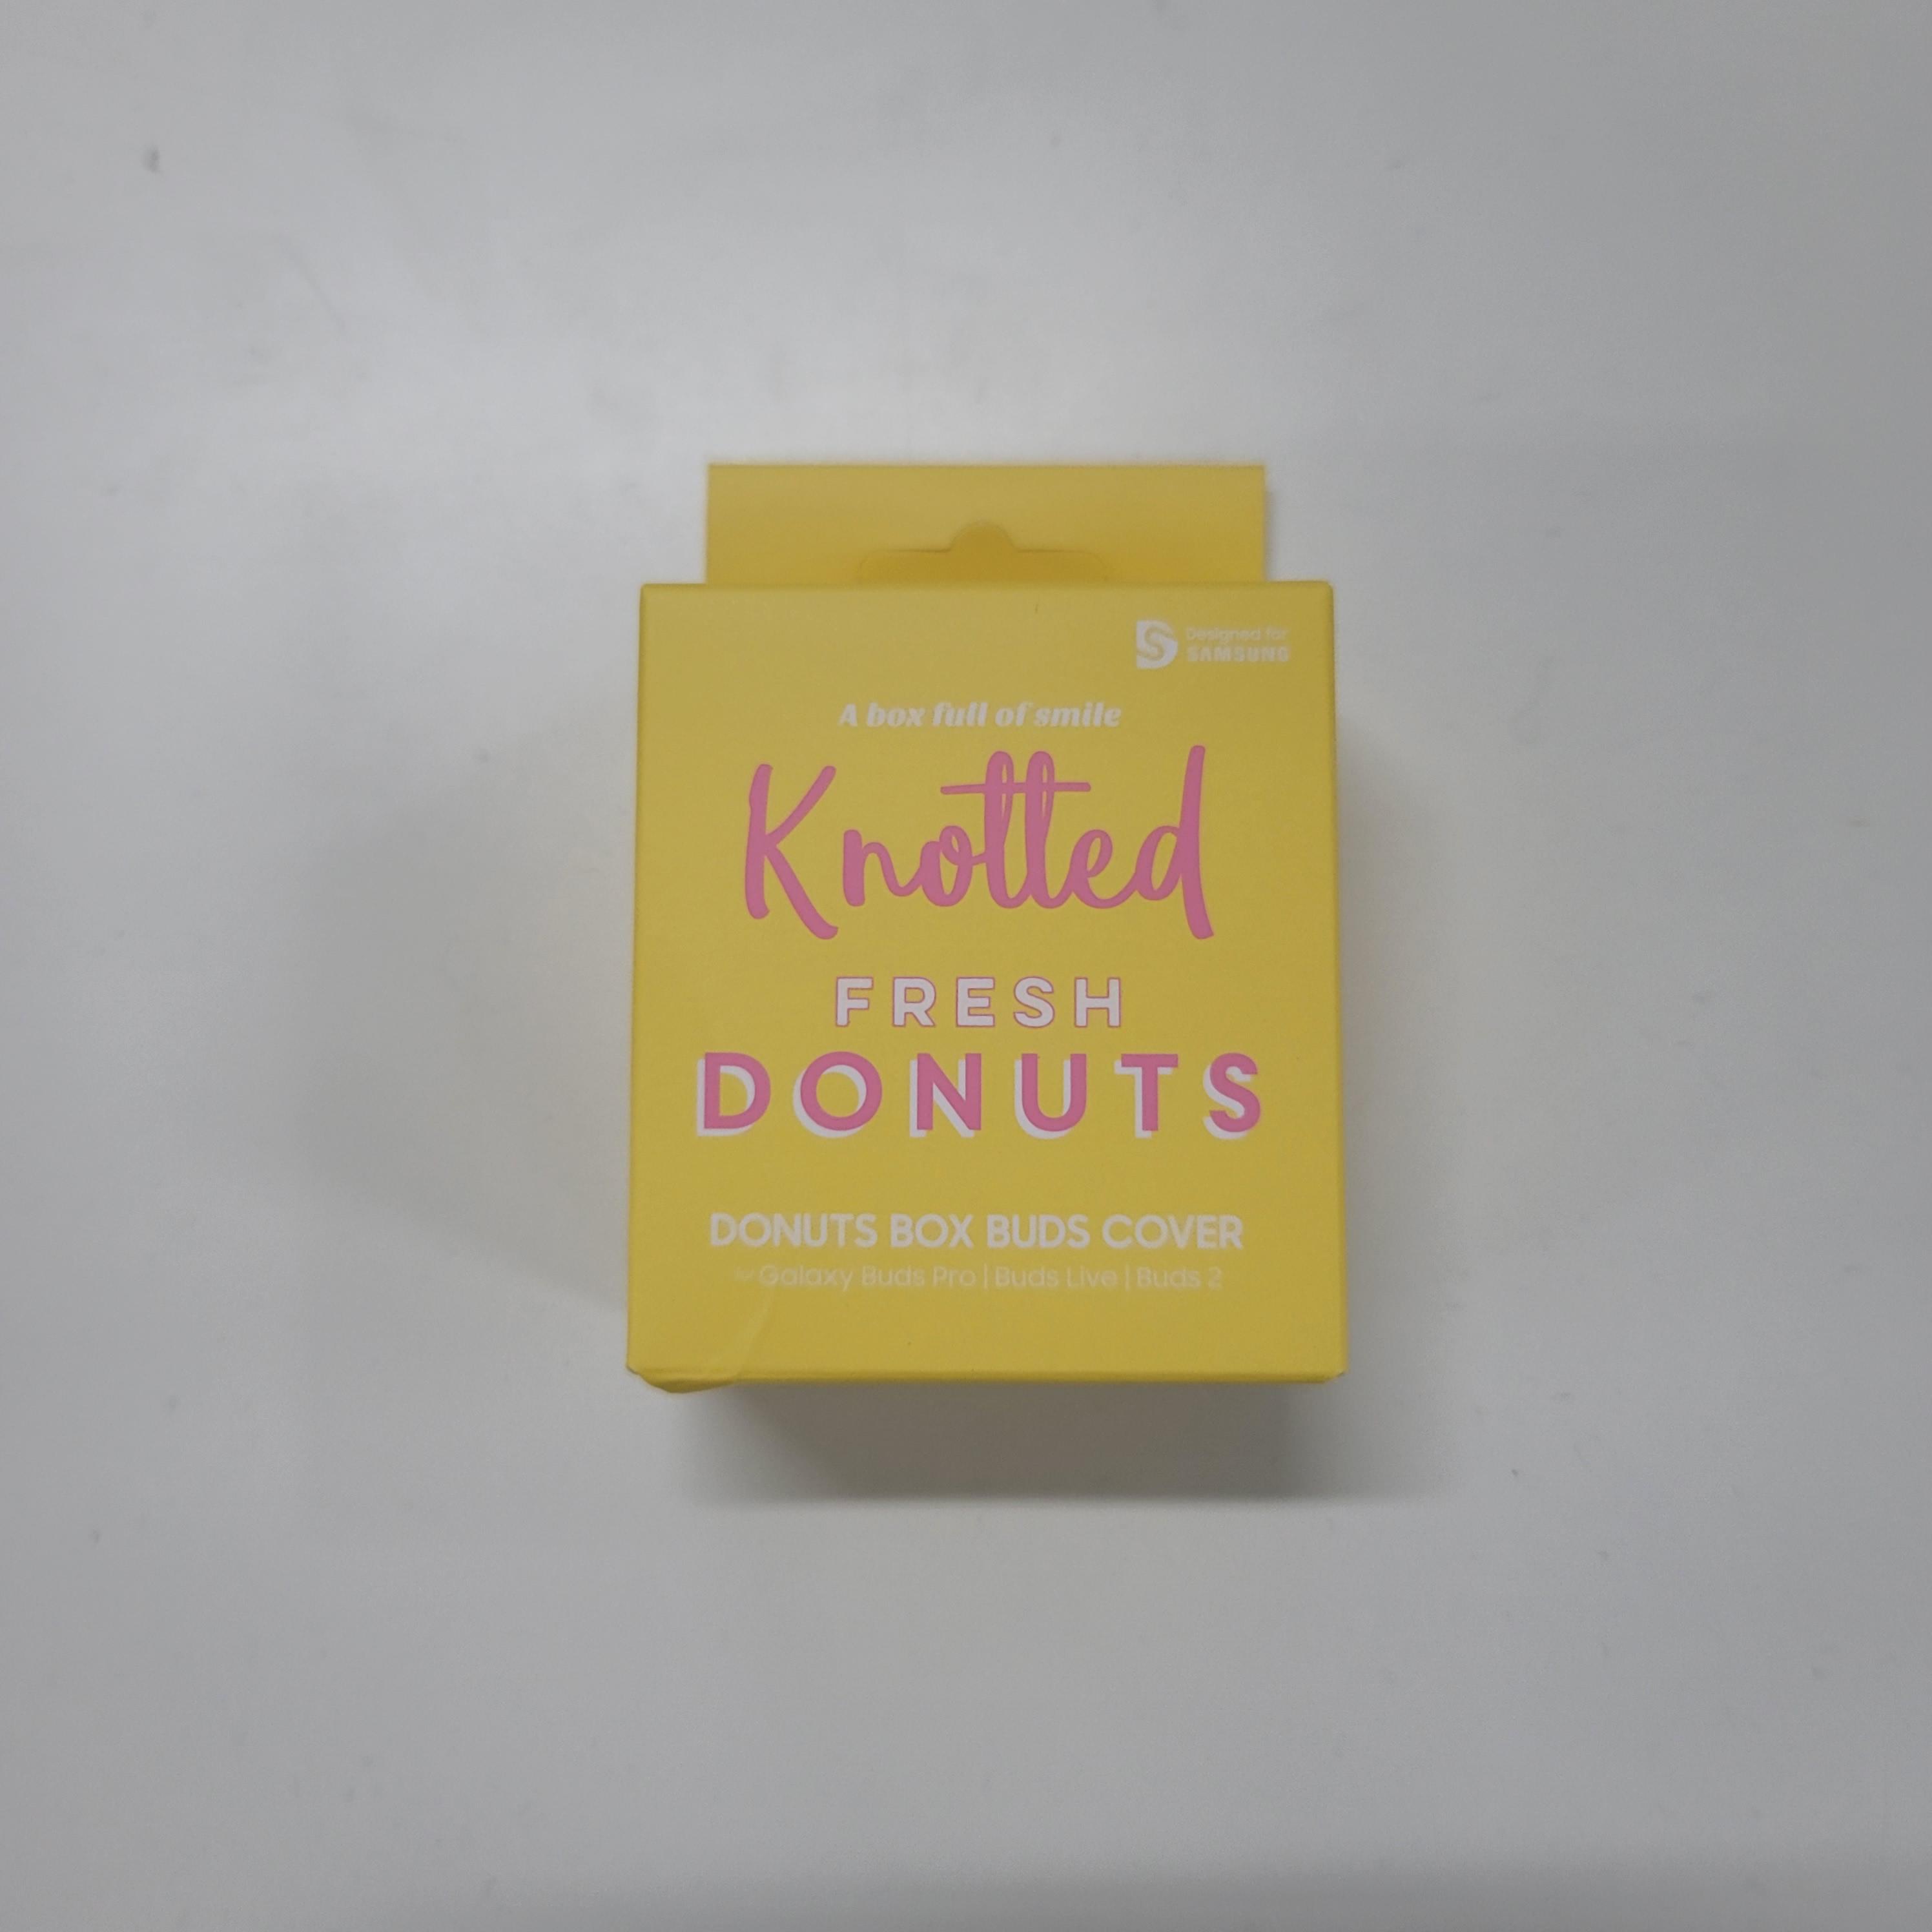 Designed for
SAMSUNG
A box full of smile
Knotted
FRESH
DONUTS
DONUTS BOX BUDS COVER
for Galaxy Buds Pro | Buds Live | Buds 2